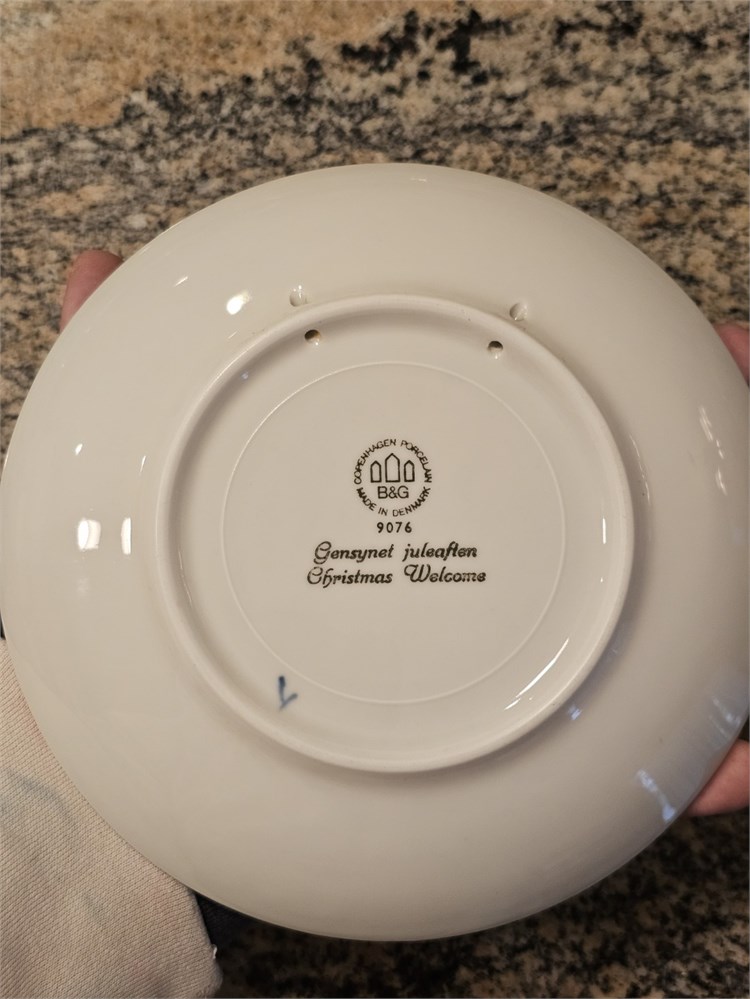 COPENHAGEN PORCELAIN
B&G
MADE IN DENMARK
9076
Gensynet juleaften
Christmas Welcome